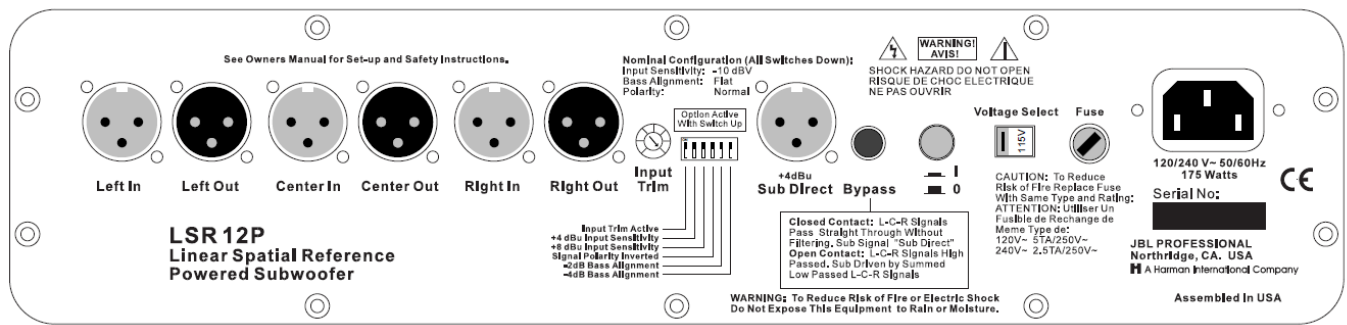 See Owners Manual for Set-up and Safety Instructions.
Nominal Configuration (All Switches Down):
Input Sensitivity: -10 dBV
Bass Alignment: Flat
Polarity: Normal
Option Active
With Switch Up
WARNING!
AVIS!
SHOCK HAZARD DO NOT OPEN
RISQUE DE CHOC ELECTRIQUE
NE PAS OUVRIR
Voltage Select
Fuse
115V
Left In
Left Out
Center In
Center Out
Right In
Right Out
Input
Trim
+4dBu
Sub Direct
Bypass
I
0
120/240 V~ 50/60Hz
175 Watts
Serial No:
CE
CAUTION: To Reduce
Risk of Fire Replace Fuse
With Same Type and Rating:
ATTENTION: Utiliser Un
Fusible de Rechange de
Meme Type de:
120V~ 5TA/250V~
240V~ 2.5TA/250V~
LSR 12P
Linear Spatial Reference
Powered Subwoofer
Input Trim Active
+4 dBu Input Sensitivity
+8 dBu Input Sensitivity
Signal Polarity Inverted
-2dB Bass Alignment
-4dB Bass Alignment
Closed Contact: L-C-R Signals
Pass Straight Through Without
Filtering. Sub Signal "Sub Direct"
Open Contact: L-C-R Signals High
Passed. Sub Driven by Summed
Low Passed L-C-R Signals
WARNING: To Reduce Risk of Fire or Electric Shock
Do Not Expose This Equipment to Rain or Moisture.
JBL PROFESSIONAL
Northridge, CA. USA
H A Harman International Company
Assembled in USA